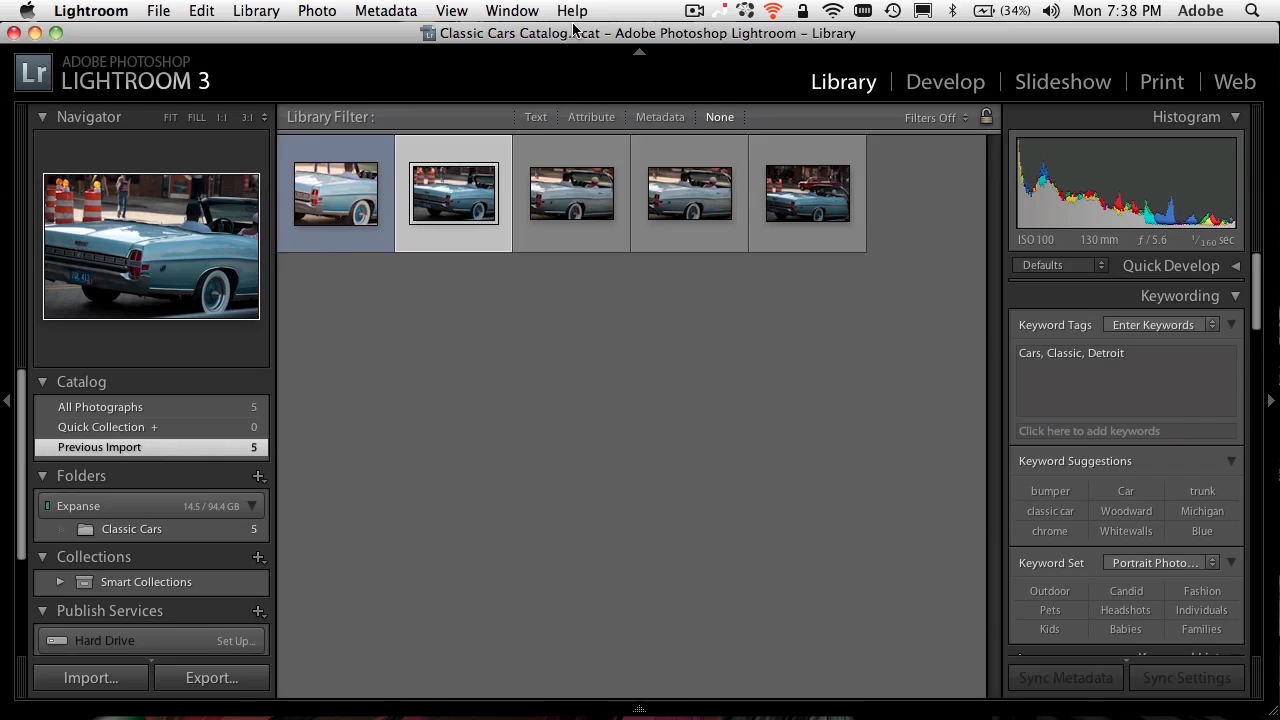 Lightroom File Edit Library Photo Metadata View Window Help (34%) Mon 7:38 PM Adobe
Classic Cars Catalog.lrcat – Adobe Photoshop Lightroom – Library
Lr ADOBE PHOTOSHOP
LIGHTROOM 3
Library | Develop | Slideshow | Print | Web
Navigator FIT FILL 1:1 3:1
Library Filter : Text Attribute Metadata None Filters Off
Histogram
ISO 100 130 mm ƒ / 5.6 1/160 sec
Defaults Quick Develop
Keywording
Keyword Tags Enter Keywords
Cars, Classic, Detroit
Click here to add keywords
Keyword Suggestions
bumper Car trunk
classic car Woodward Michigan
chrome Whitewalls Blue
Keyword Set Portrait Photo...
Outdoor Candid Fashion
Pets Headshots Individuals
Kids Babies Families
Catalog
All Photographs 5
Quick Collection + 0
Previous Import 5
Folders
Expanse 14.5 / 94.4 GB
Classic Cars 5
Collections
Smart Collections
Publish Services
Hard Drive Set Up...
Import... Export...
Sync Metadata Sync Settings